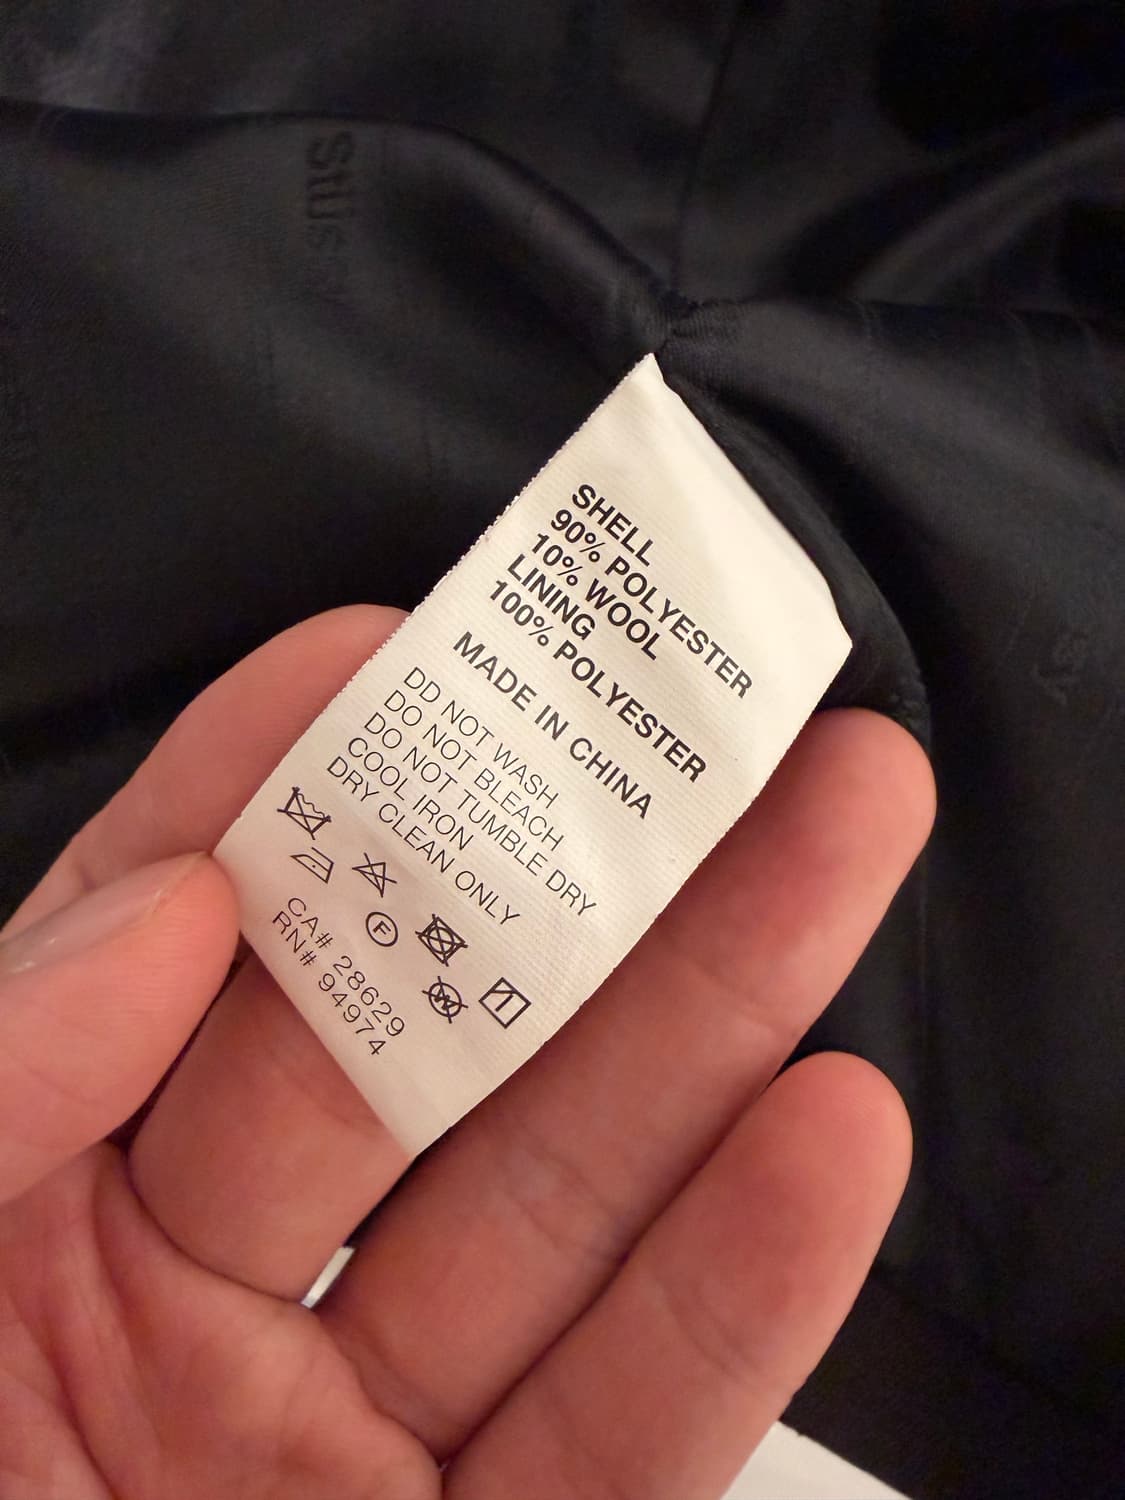 SHELL
90% POLYESTER
10% WOOL
LINING
100% POLYESTER
MADE IN CHINA
DO NOT WASH
DO NOT BLEACH
DO NOT TUMBLE DRY
COOL IRON
DRY CLEAN ONLY
F
W
CA# 28629
RN# 94974